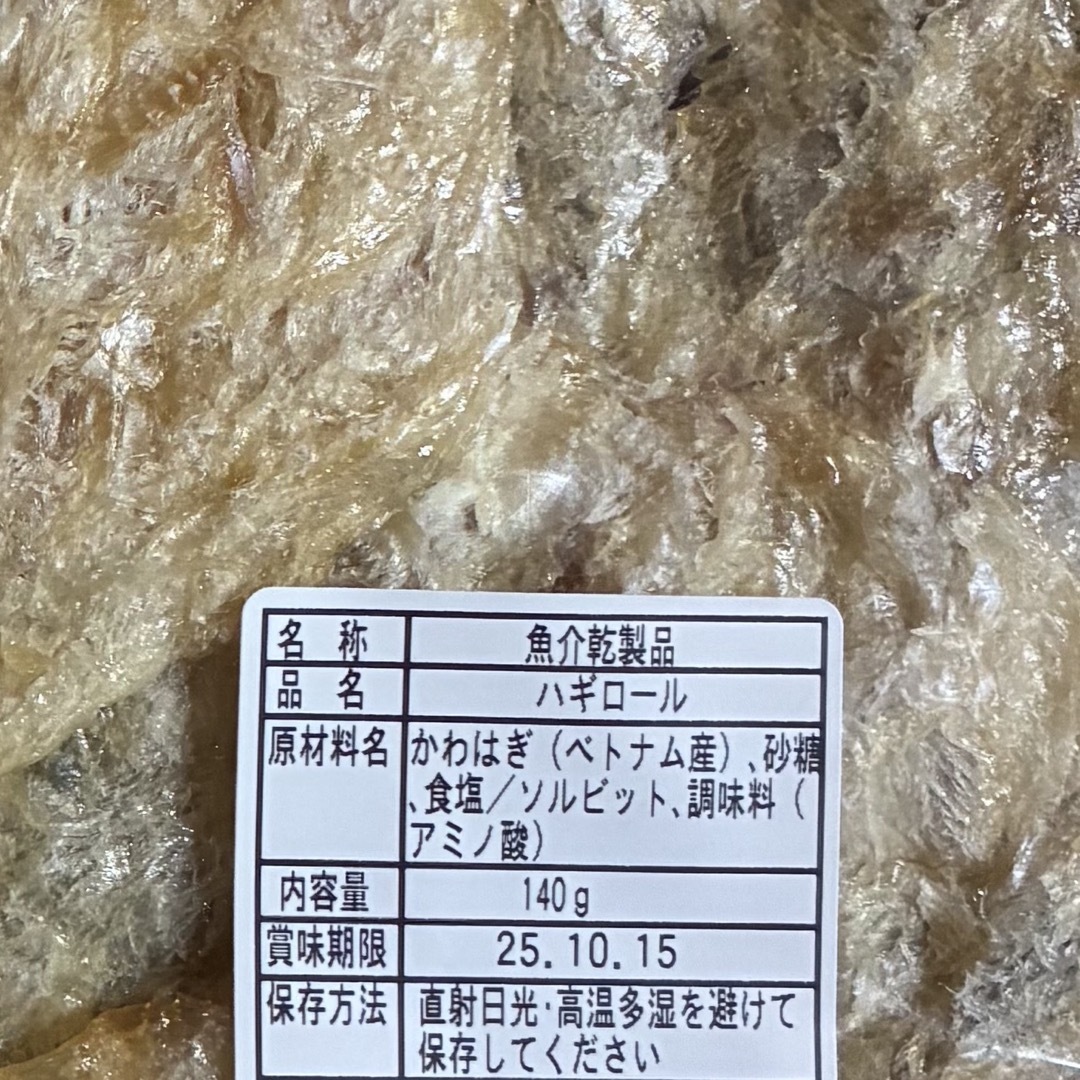 名 称 魚介乾製品
品 名 ハギロール
原材料名 かわはぎ（ベトナム産）、砂糖
、食塩／ソルビット、調味料（
アミノ酸）
内容量 140g
賞味期限 25.10.15
保存方法 直射日光・高温多湿を避けて
保存してください